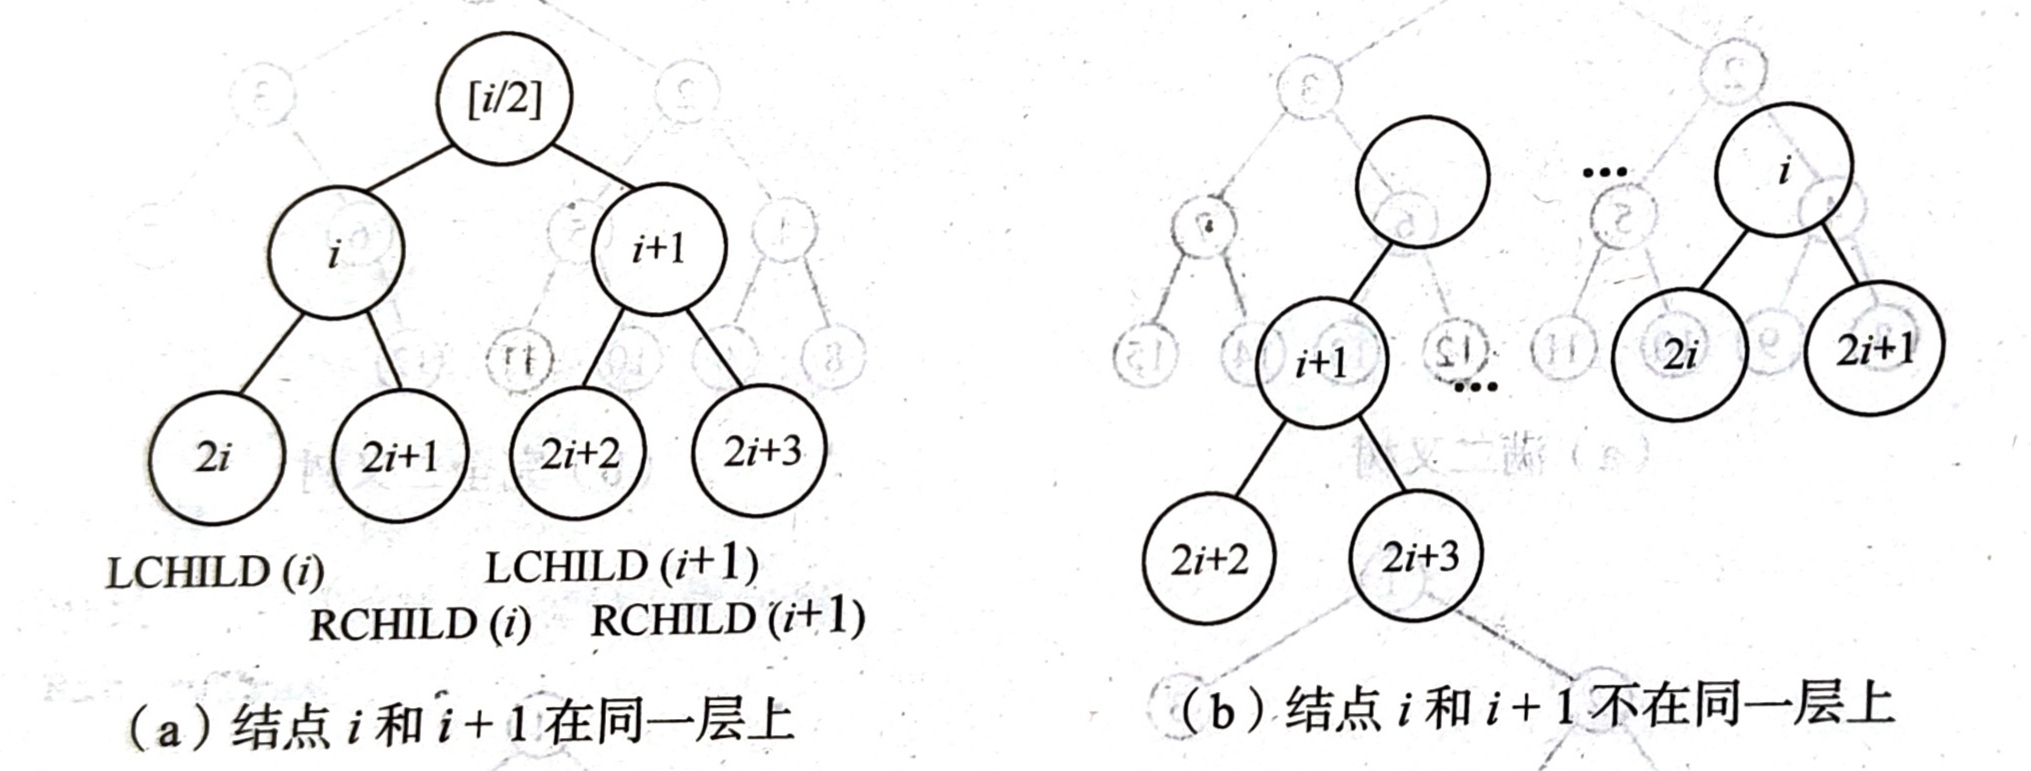 [i/2]
i
i+1
2i
2i+1
2i+2
2i+3
LCHILD (i)
LCHILD (i+1)
RCHILD (i)
RCHILD (i+1)
(a)结点 i 和 i+1在同一层上
...
i
i+1
...
2i
2i+1
2i+2
2i+3
(b)结点 i 和 i+1不在同一层上